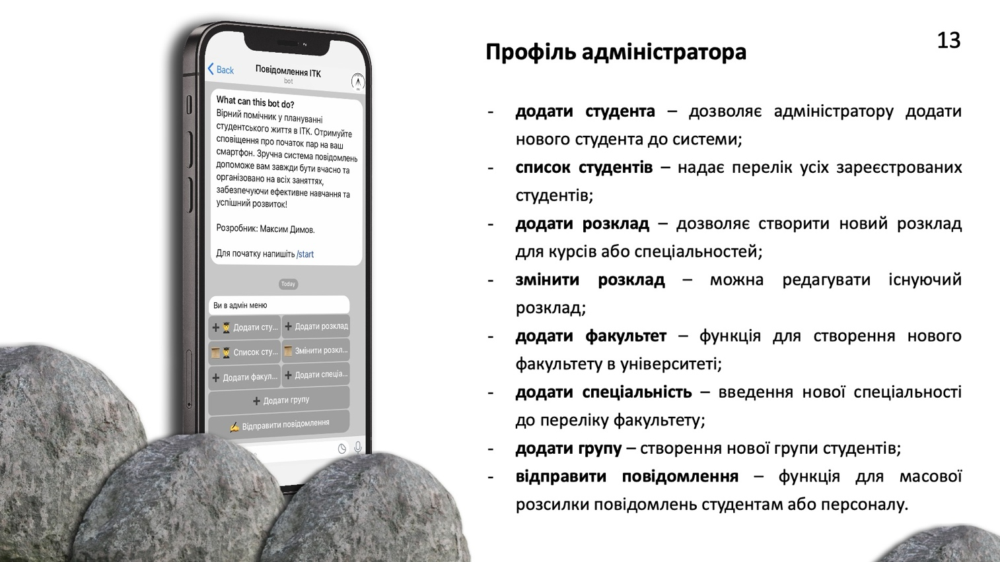 Back
Повідомлення ІТК
bot
What can this bot do?
Вірний помічник у плануванні
студентського життя в ІТК. Отримуйте
сповіщення про початок пар на ваш
смартфон. Зручна система повідомлень
допоможе вам завжди бути вчасно та
організовано на всіх заняттях,
забезпечуючи ефективне навчання та
успішний розвиток!
Розробник: Максим Димов.
Для початку напишіть /start
Today
Ви в адмін меню
Додати сту...
Додати розклад
Список сту...
Змінити розкл...
Додати факул...
Додати спеціа...
Додати групу
Відправити повідомлення
13
Профіль адміністратора
- додати студента – дозволяє адміністратору додати
нового студента до системи;
- список студентів – надає перелік усіх зареєстрованих
студентів;
- додати розклад – дозволяє створити новий розклад
для курсів або спеціальностей;
- змінити розклад – можна редагувати існуючий
розклад;
- додати факультет – функція для створення нового
факультету в університеті;
- додати спеціальність – введення нової спеціальності
до переліку факультету;
- додати групу – створення нової групи студентів;
- відправити повідомлення – функція для масової
розсилки повідомлень студентам або персоналу.